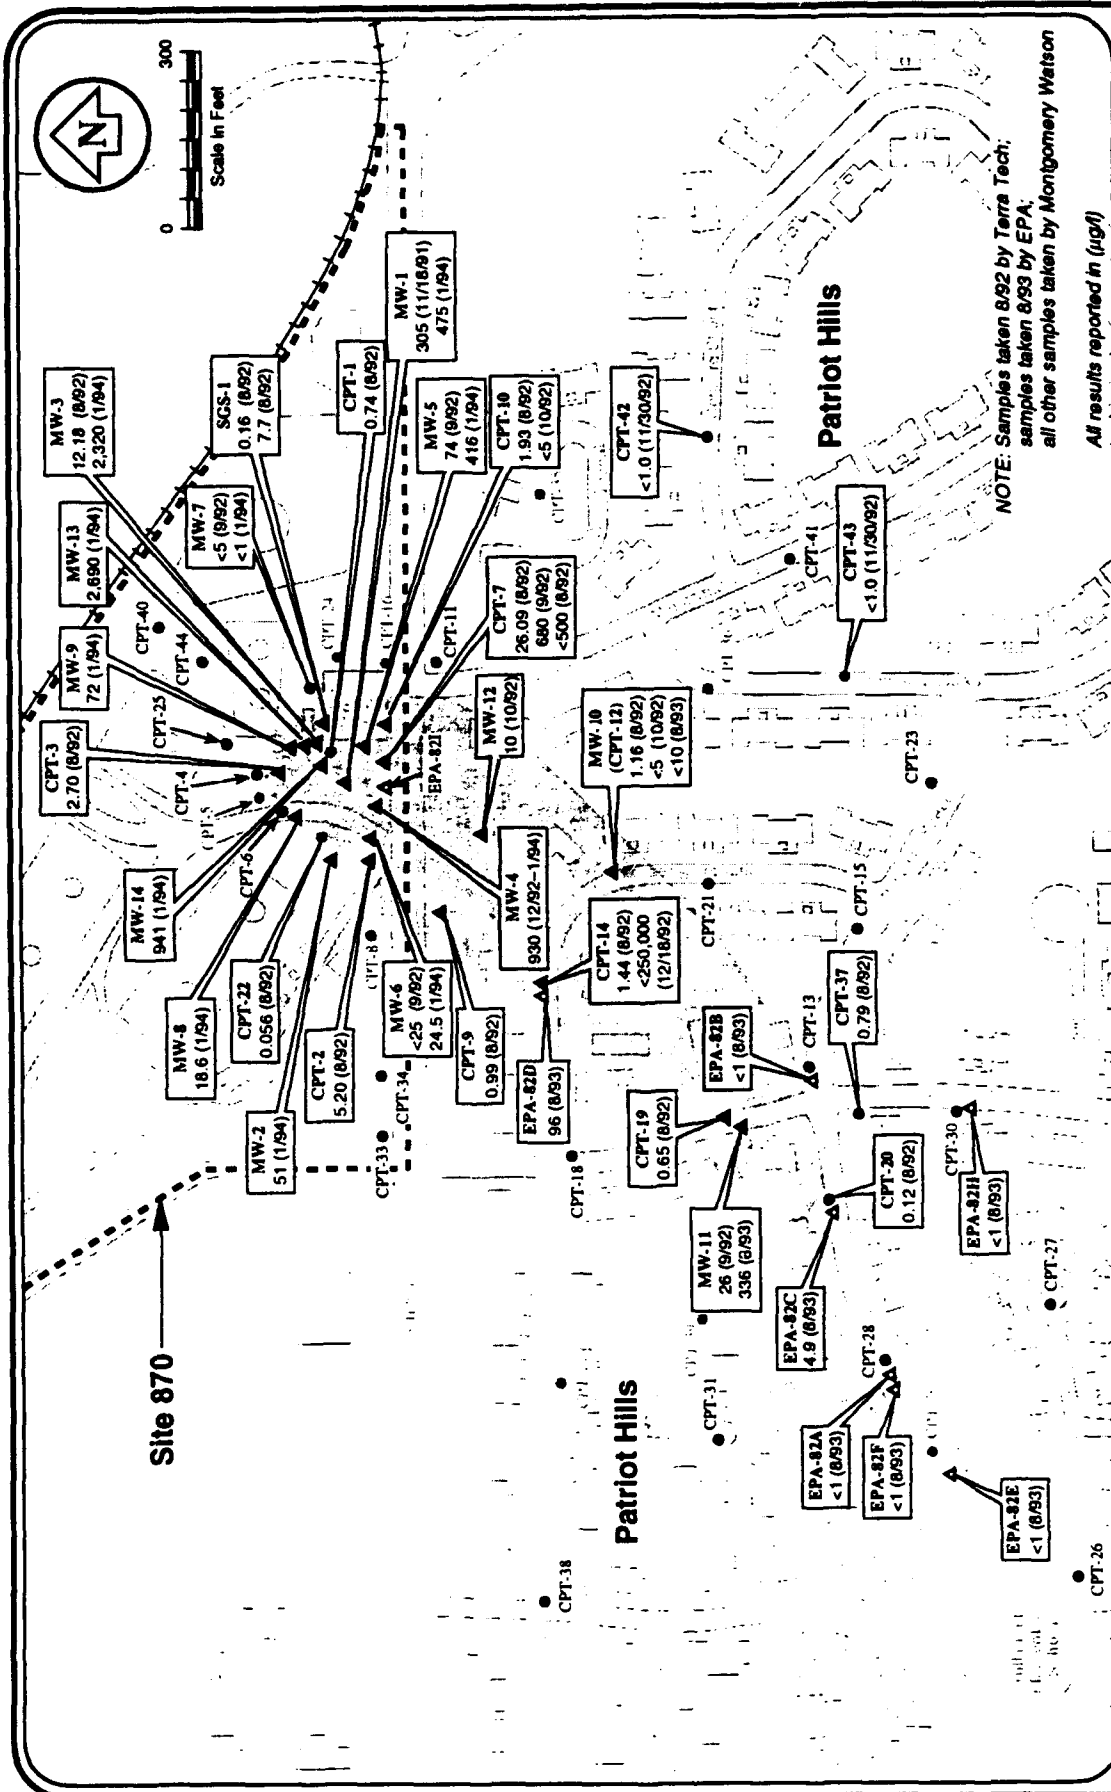 Site 870
N
0 300
Scale in Feet
CPT-3
2.70 (8/92)
MW-9
72 (1/94)
MW-13
2,690 (1/94)
MW-3
12.18 (8/92)
2,320 (1/94)
CPT-40
CPT-44
CPT-25
CPT-4
CPT-5
CPT-6
MW-14
941 (1/94)
MW-8
18.6 (1/94)
CPT-22
0.056 (8/92)
MW-2
51 (1/94)
CPT-2
5.20 (8/92)
MW-7
<5 (9/92)
<1 (1/94)
SGS-1
0.16 (8/92)
7.7 (8/92)
CPT-1
0.74 (8/92)
MW-1
305 (11/18/91)
475 (1/94)
MW-5
74 (9/92)
416 (1/94)
CPT-10
1.93 (8/92)
<5 (10/92)
CPT-24
CPT-11
CPT-8
CPT-33
CPT-34
MW-6
<25 (9/92)
24.5 (1/94)
CPT-9
0.99 (8/92)
EPA-82I
CPT-7
26.09 (8/92)
680 (9/92)
<500 (8/92)
MW-12
10 (10/92)
MW-4
930 (12/92-1/94)
EPA-82D
96 (8/93)
CPT-14
1.44 (8/92)
<250,000
(12/18/92)
MW-10
(CPT-12)
1.16 (8/92)
<5 (10/92)
<10 (8/93)
CPT-42
<1.0 (11/30/92)
CPT-38
CPT-18
Patriot Hills
Patriot Hills
CPT-19
0.65 (8/92)
CPT-21
CPT-31
MW-11
26 (9/92)
336 (8/93)
EPA-82B
<1 (8/93)
CPT-13
CPT-41
CPT-43
<1.0 (11/30/92)
CPT-15
CPT-37
0.79 (8/92)
EPA-82C
4.9 (8/93)
CPT-20
0.12 (8/92)
CPT-28
EPA-82A
<1 (8/93)
EPA-82F
<1 (8/93)
CPT-23
CPT-30
EPA-82H
<1 (8/93)
EPA-82E
<1 (8/93)
CPT-27
CPT-26
NOTE: Samples taken 8/92 by Terra Tech;
samples taken 8/93 by EPA;
all other samples taken by Montgomery Watson
All results reported in (µg/l)